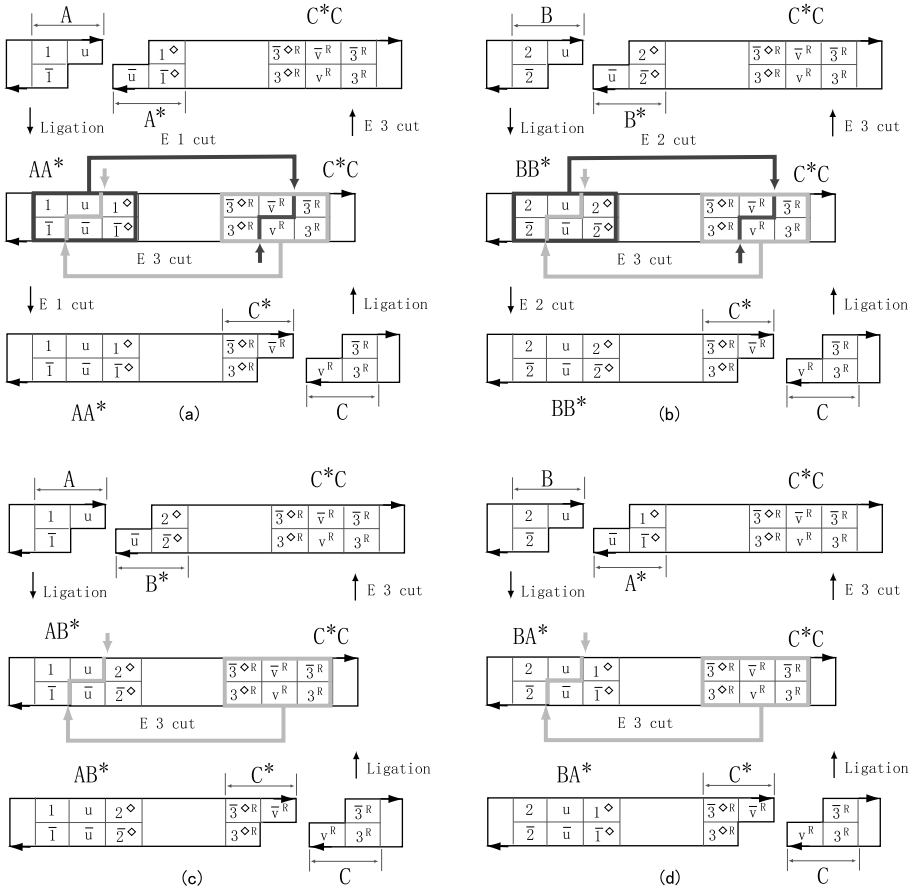 A C*C
1 u 1◇ 3̅◇R v̅R 3̅R
1̅ u̅ 1̅◇ 3◇R vR 3R
A*
Ligation E 3 cut
E 1 cut
AA* C*C
1 u 1◇ 3̅◇R v̅R 3̅R
1̅ u̅ 1̅◇ 3◇R vR 3R
E 3 cut
E 1 cut Ligation
C*
1 u 1◇ 3̅◇R v̅R 3̅R
1̅ u̅ 1̅◇ 3◇R vR 3R
AA* (a) C
B C*C
2 u 2◇ 3̅◇R v̅R 3̅R
2̅ u̅ 2̅◇ 3◇R vR 3R
B*
Ligation E 3 cut
E 2 cut
BB* C*C
2 u 2◇ 3̅◇R v̅R 3̅R
2̅ u̅ 2̅◇ 3◇R vR 3R
E 3 cut
E 2 cut Ligation
C*
2 u 2◇ 3̅◇R v̅R 3̅R
2̅ u̅ 2̅◇ 3◇R vR 3R
BB* (b) C
A C*C
1 u 2◇ 3̅◇R v̅R 3̅R
1̅ u̅ 2̅◇ 3◇R vR 3R
B*
Ligation E 3 cut
AB* C*C
1 u 2◇ 3̅◇R v̅R 3̅R
1̅ u̅ 2̅◇ 3◇R vR 3R
E 3 cut
Ligation
AB* C*
1 u 2◇ 3̅◇R v̅R 3̅R
1̅ u̅ 2̅◇ 3◇R vR 3R
(c) C
B C*C
2 u 1◇ 3̅◇R v̅R 3̅R
2̅ u̅ 1̅◇ 3◇R vR 3R
A*
Ligation E 3 cut
BA* C*C
2 u 1◇ 3̅◇R v̅R 3̅R
2̅ u̅ 1̅◇ 3◇R vR 3R
E 3 cut
Ligation
BA* C*
2 u 1◇ 3̅◇R v̅R 3̅R
2̅ u̅ 1̅◇ 3◇R vR 3R
(d) C